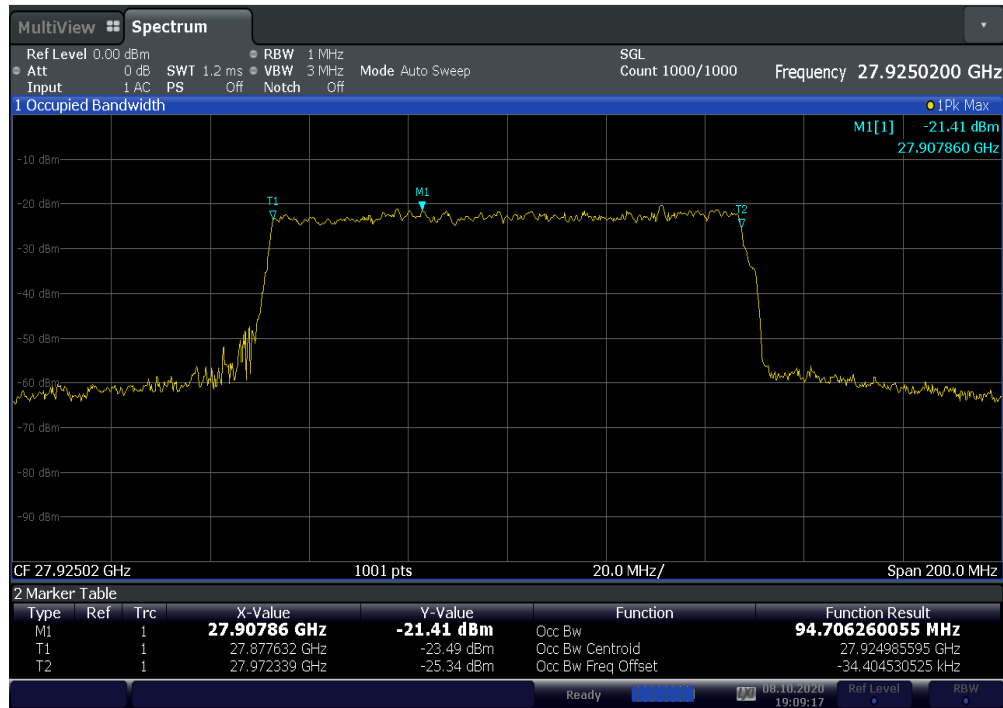 MultiView Spectrum
Ref Level 0.00 dBm RBW 1 MHz SGL
Att 0 dB SWT 1.2 ms VBW 3 MHz Mode Auto Sweep Count 1000/1000 Frequency 27.9250200 GHz
Input 1 AC PS Off Notch Off
1 Occupied Bandwidth 1Pk Max
M1[1] -21.41 dBm
27.907860 GHz
-10 dBm
M1
T1
-20 dBm
T2
-30 dBm
-40 dBm
-50 dBm
-60 dBm
-70 dBm
-80 dBm
-90 dBm
CF 27.92502 GHz 1001 pts 20.0 MHz/ Span 200.0 MHz
2 Marker Table
Type Ref Trc X-Value Y-Value Function Function Result
M1 1 27.90786 GHz -21.41 dBm Occ Bw 94.706260055 MHz
T1 1 27.877632 GHz -23.49 dBm Occ Bw Centroid 27.924985595 GHz
T2 1 27.972339 GHz -25.34 dBm Occ Bw Freq Offset -34.404530525 kHz
Ready 08.10.2020 Ref Level RBW
19:09:17